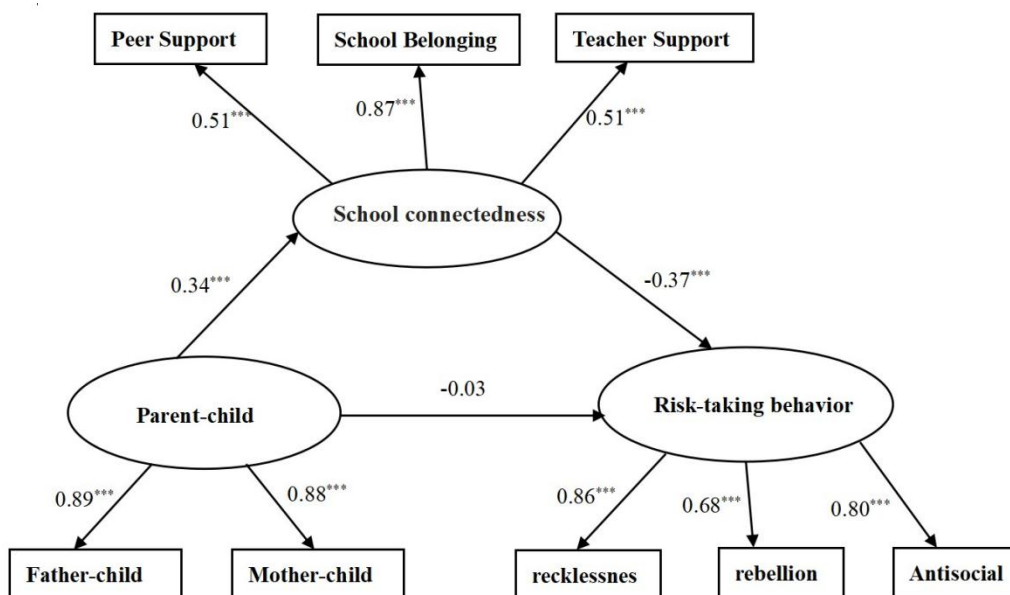 Peer Support
School Belonging
Teacher Support
0.51***
0.87***
0.51***
School connectedness
0.34***
-0.37***
Parent-child
-0.03
Risk-taking behavior
0.89***
0.88***
0.86***
0.68***
0.80***
Father-child
Mother-child
recklessnes
rebellion
Antisocial